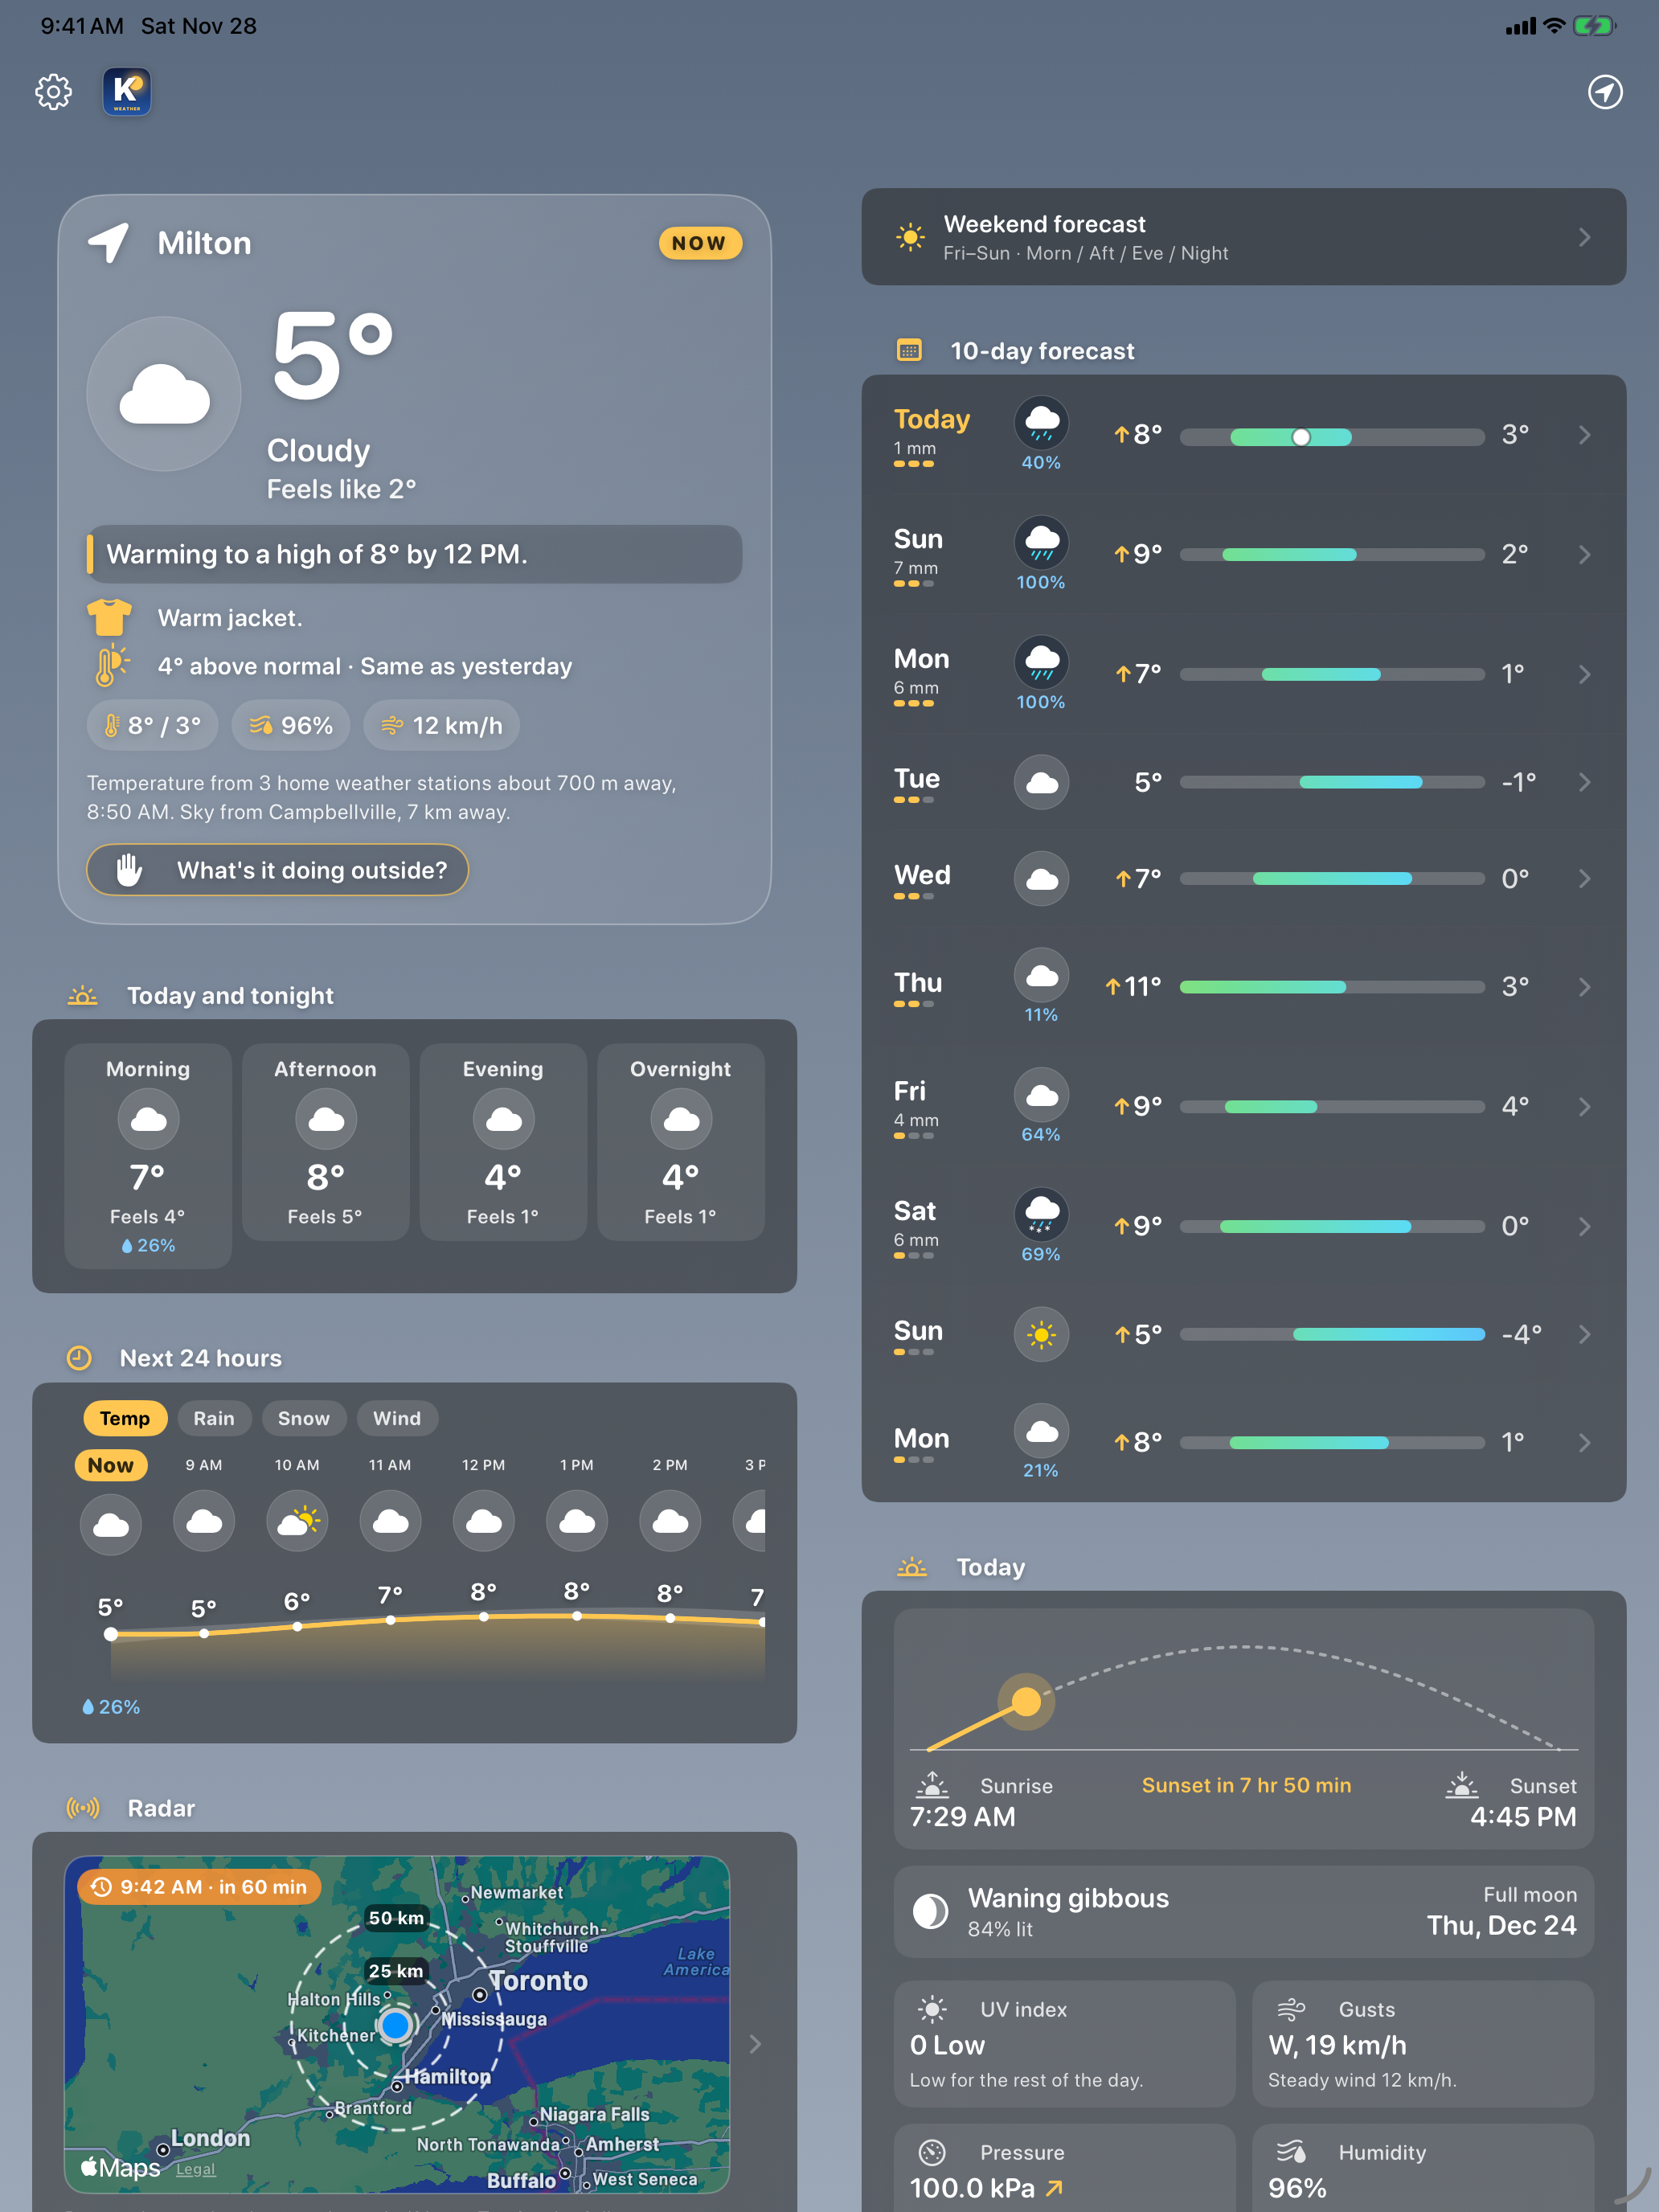 9:41 AM Sat Nov 28
K
WEATHER
Milton
NOW
5°
Cloudy
Feels like 2°
Warming to a high of 8° by 12 PM.
Warm jacket.
4° above normal · Same as yesterday
8° / 3° 96% 12 km/h
Temperature from 3 home weather stations about 700 m away,
8:50 AM. Sky from Campbellville, 7 km away.
What's it doing outside?
Today and tonight
Morning Afternoon Evening Overnight
7° 8° 4° 4°
Feels 4° Feels 5° Feels 1° Feels 1°
26%
Next 24 hours
Temp Rain Snow Wind
Now 9 AM 10 AM 11 AM 12 PM 1 PM 2 PM 3 P
5° 5° 6° 7° 8° 8° 8° 7
26%
Radar
9:42 AM · in 60 min
Newmarket
50 km
Whitchurch-
Stouffville
Lake
America
25 km
Toronto
Halton Hills
Mississauga
Kitchener
Hamilton
Brantford
Niagara Falls
London
North Tonawanda
Amherst
Maps Legal
Buffalo
West Seneca
Weekend forecast
Fri–Sun · Morn / Aft / Eve / Night
10-day forecast
Today 8° 3°
1 mm
40%
Sun 9° 2°
7 mm
100%
Mon 7° 1°
6 mm
100%
Tue 5° -1°
Wed 7° 0°
Thu 11° 3°
11%
Fri 9° 4°
4 mm
64%
Sat 9° 0°
6 mm
69%
Sun 5° -4°
Mon 8° 1°
21%
Today
Sunrise Sunset in 7 hr 50 min Sunset
7:29 AM 4:45 PM
Waning gibbous
84% lit
Full moon
Thu, Dec 24
UV index
0 Low
Low for the rest of the day.
Gusts
W, 19 km/h
Steady wind 12 km/h.
Pressure
100.0 kPa
Humidity
96%